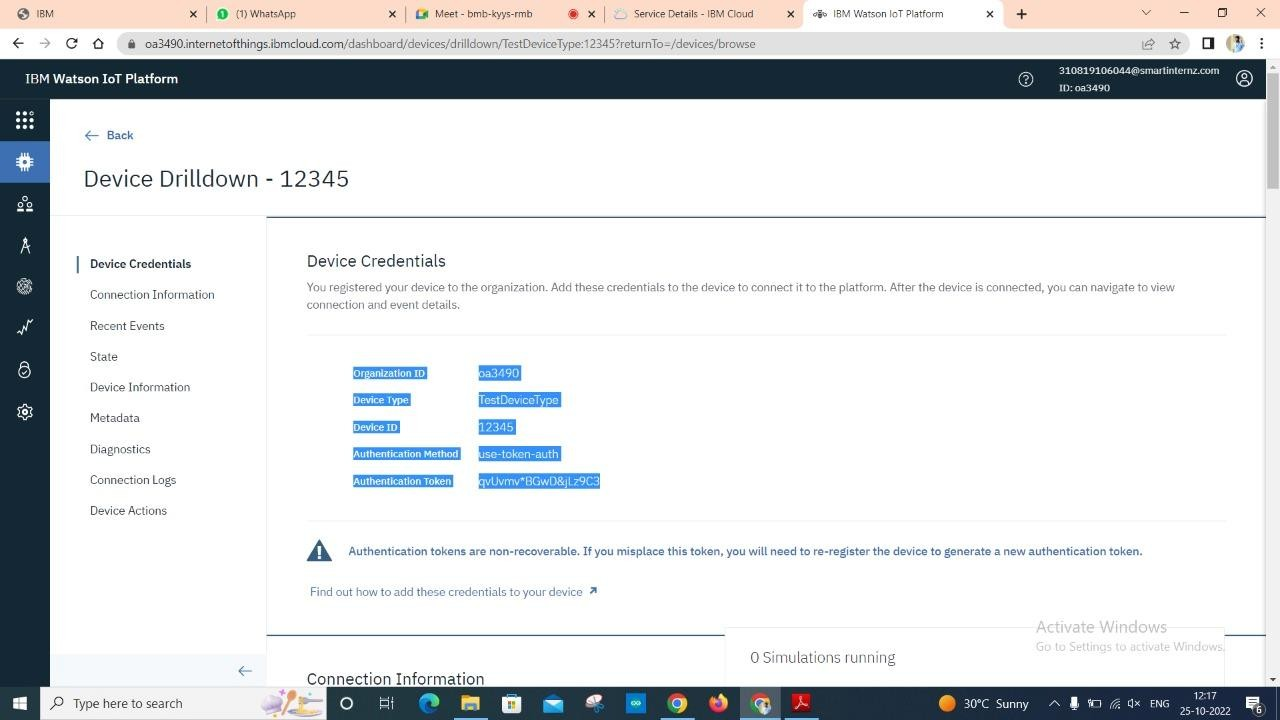 IBM
(1) WhatsApp
Meet - bmb-kyys-rmb
Service Details - IBM Cloud
IBM Watson IoT Platform
oa3490.internetofthings.ibmcloud.com/dashboard/devices/drilldown/TestDeviceType:12345?returnTo=/devices/browse
IBM Watson IoT Platform
310819106044@smartinternz.com
ID: oa3490
Back
Device Drilldown - 12345
Device Credentials
Connection Information
Recent Events
State
Device Information
Metadata
Diagnostics
Connection Logs
Device Actions
Device Credentials
You registered your device to the organization. Add these credentials to the device to connect it to the platform. After the device is connected, you can navigate to view
connection and event details.
Organization ID oa3490
Device Type TestDeviceType
Device ID 12345
Authentication Method use-token-auth
Authentication Token qvUvmv*BGwD&jLz9C3
Authentication tokens are non-recoverable. If you misplace this token, you will need to re-register the device to generate a new authentication token.
Find out how to add these credentials to your device
Connection Information
0 Simulations running
Activate Windows
Go to Settings to activate Windows.
Type here to search
30°C Sunny
ENG
12:17
25-10-2022
6